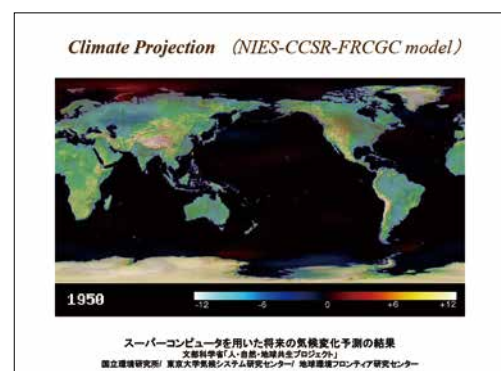 Climate Projection (NIES-CCSR-FRCGC model)
1950
-12 -6 0 +6 +12
スーパーコンピュータを用いた将来の気候変化予測の結果
文部科学省「人・自然・地球共生プロジェクト」
国立環境研究所/ 東京大学気候システム研究センター/ 地球環境フロンティア研究センター